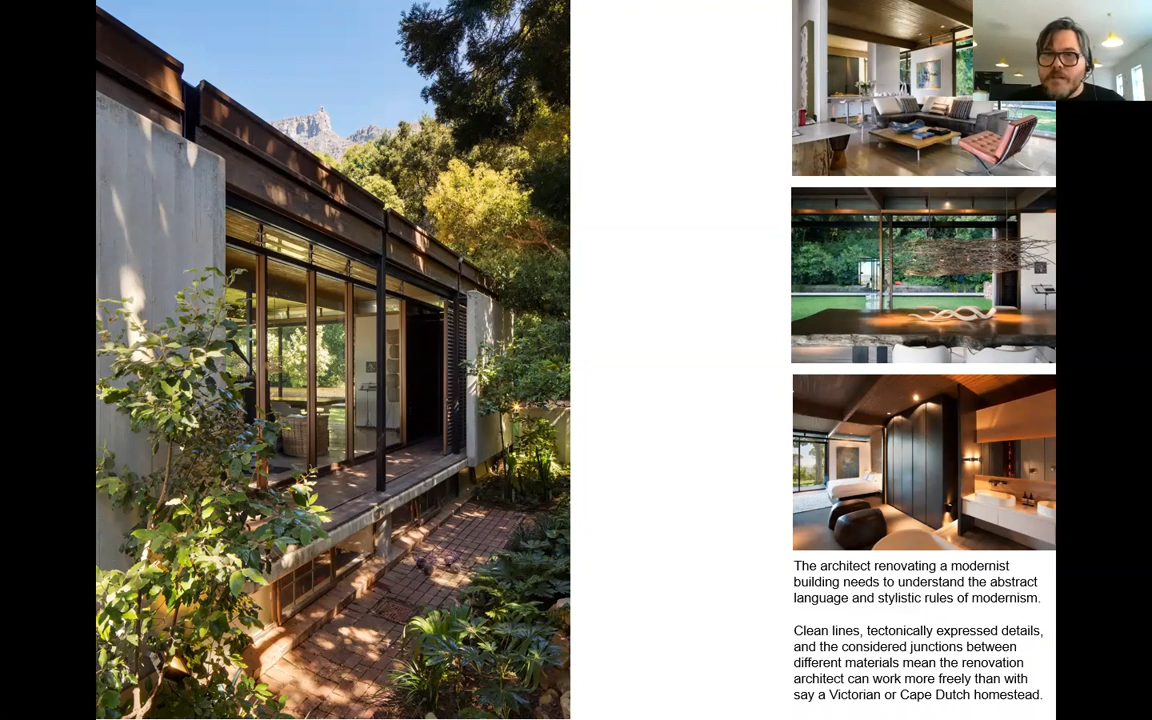 The architect renovating a modernist
building needs to understand the abstract
language and stylistic rules of modernism.
Clean lines, tectonically expressed details,
and the considered junctions between
different materials mean the renovation
architect can work more freely than with
say a Victorian or Cape Dutch homestead.